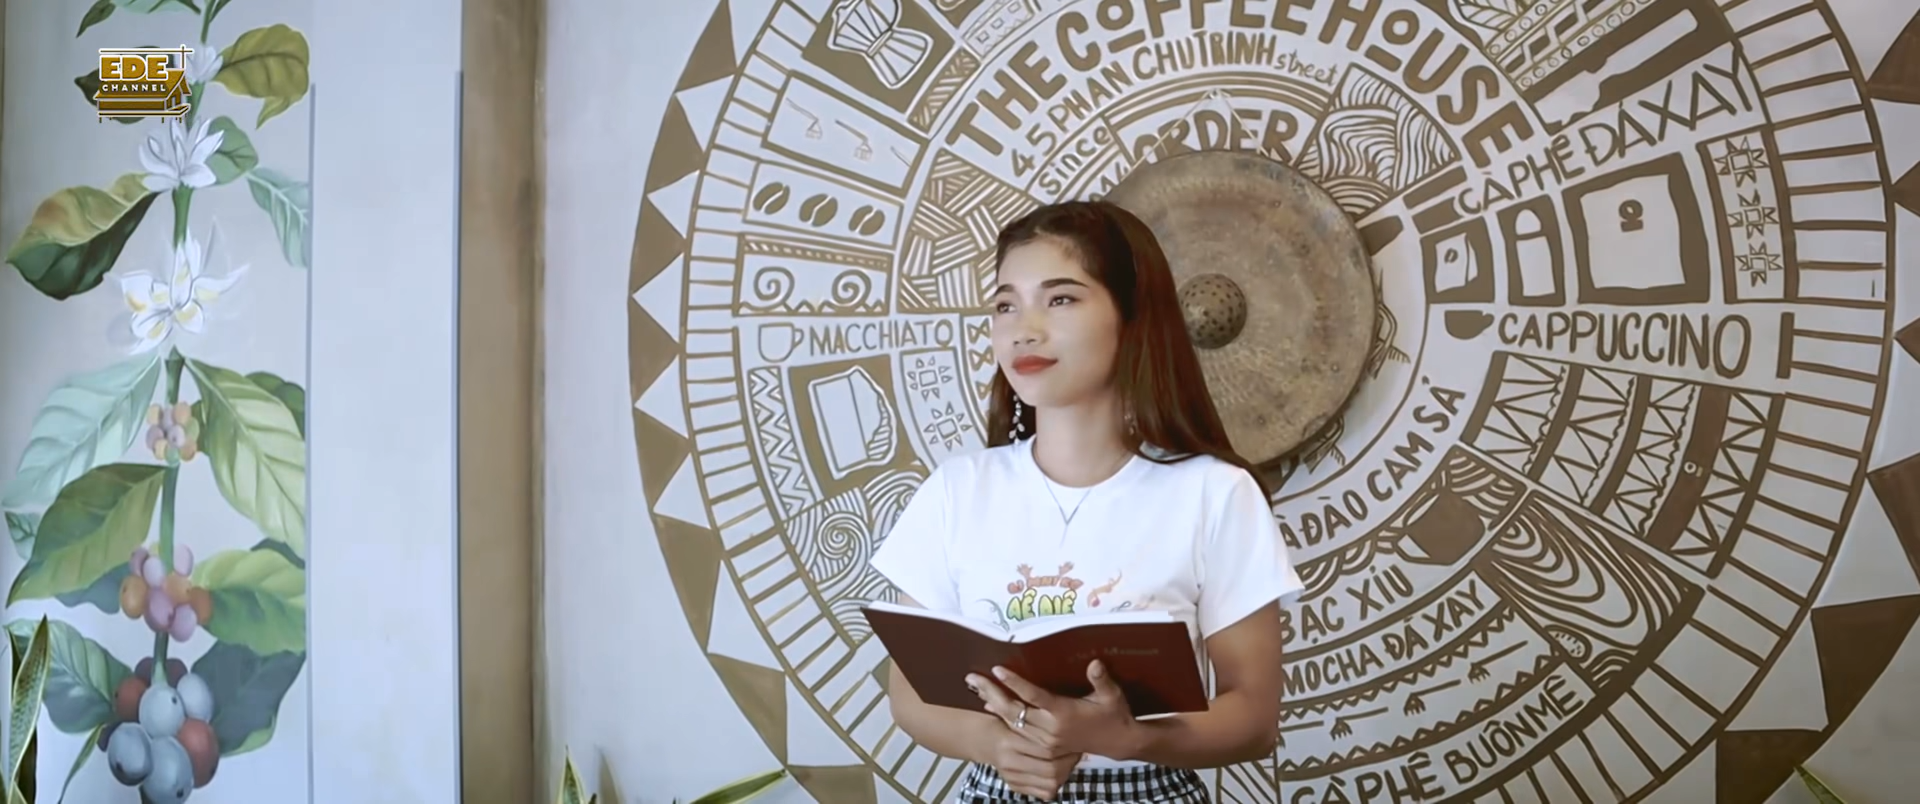 EDE
CHANNEL
THE COFFEE HOUSE
45 PHAN CHU TRINH street
Since
ORDER
CÀ PHÊ ĐÁ XAY
MACCHIATO
CAPPUCCINO
ĐÀO CAM SẢ
BẠC XỈU
MOCHA ĐÁ XAY
CÀ PHÊ BUÔN MÊ
ÊĐÊ